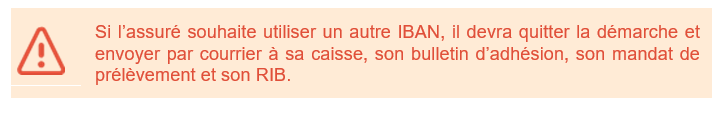 Si l’assuré souhaite utiliser un autre IBAN, il devra quitter la démarche et
envoyer par courrier à sa caisse, son bulletin d’adhésion, son mandat de
prélèvement et son RIB.